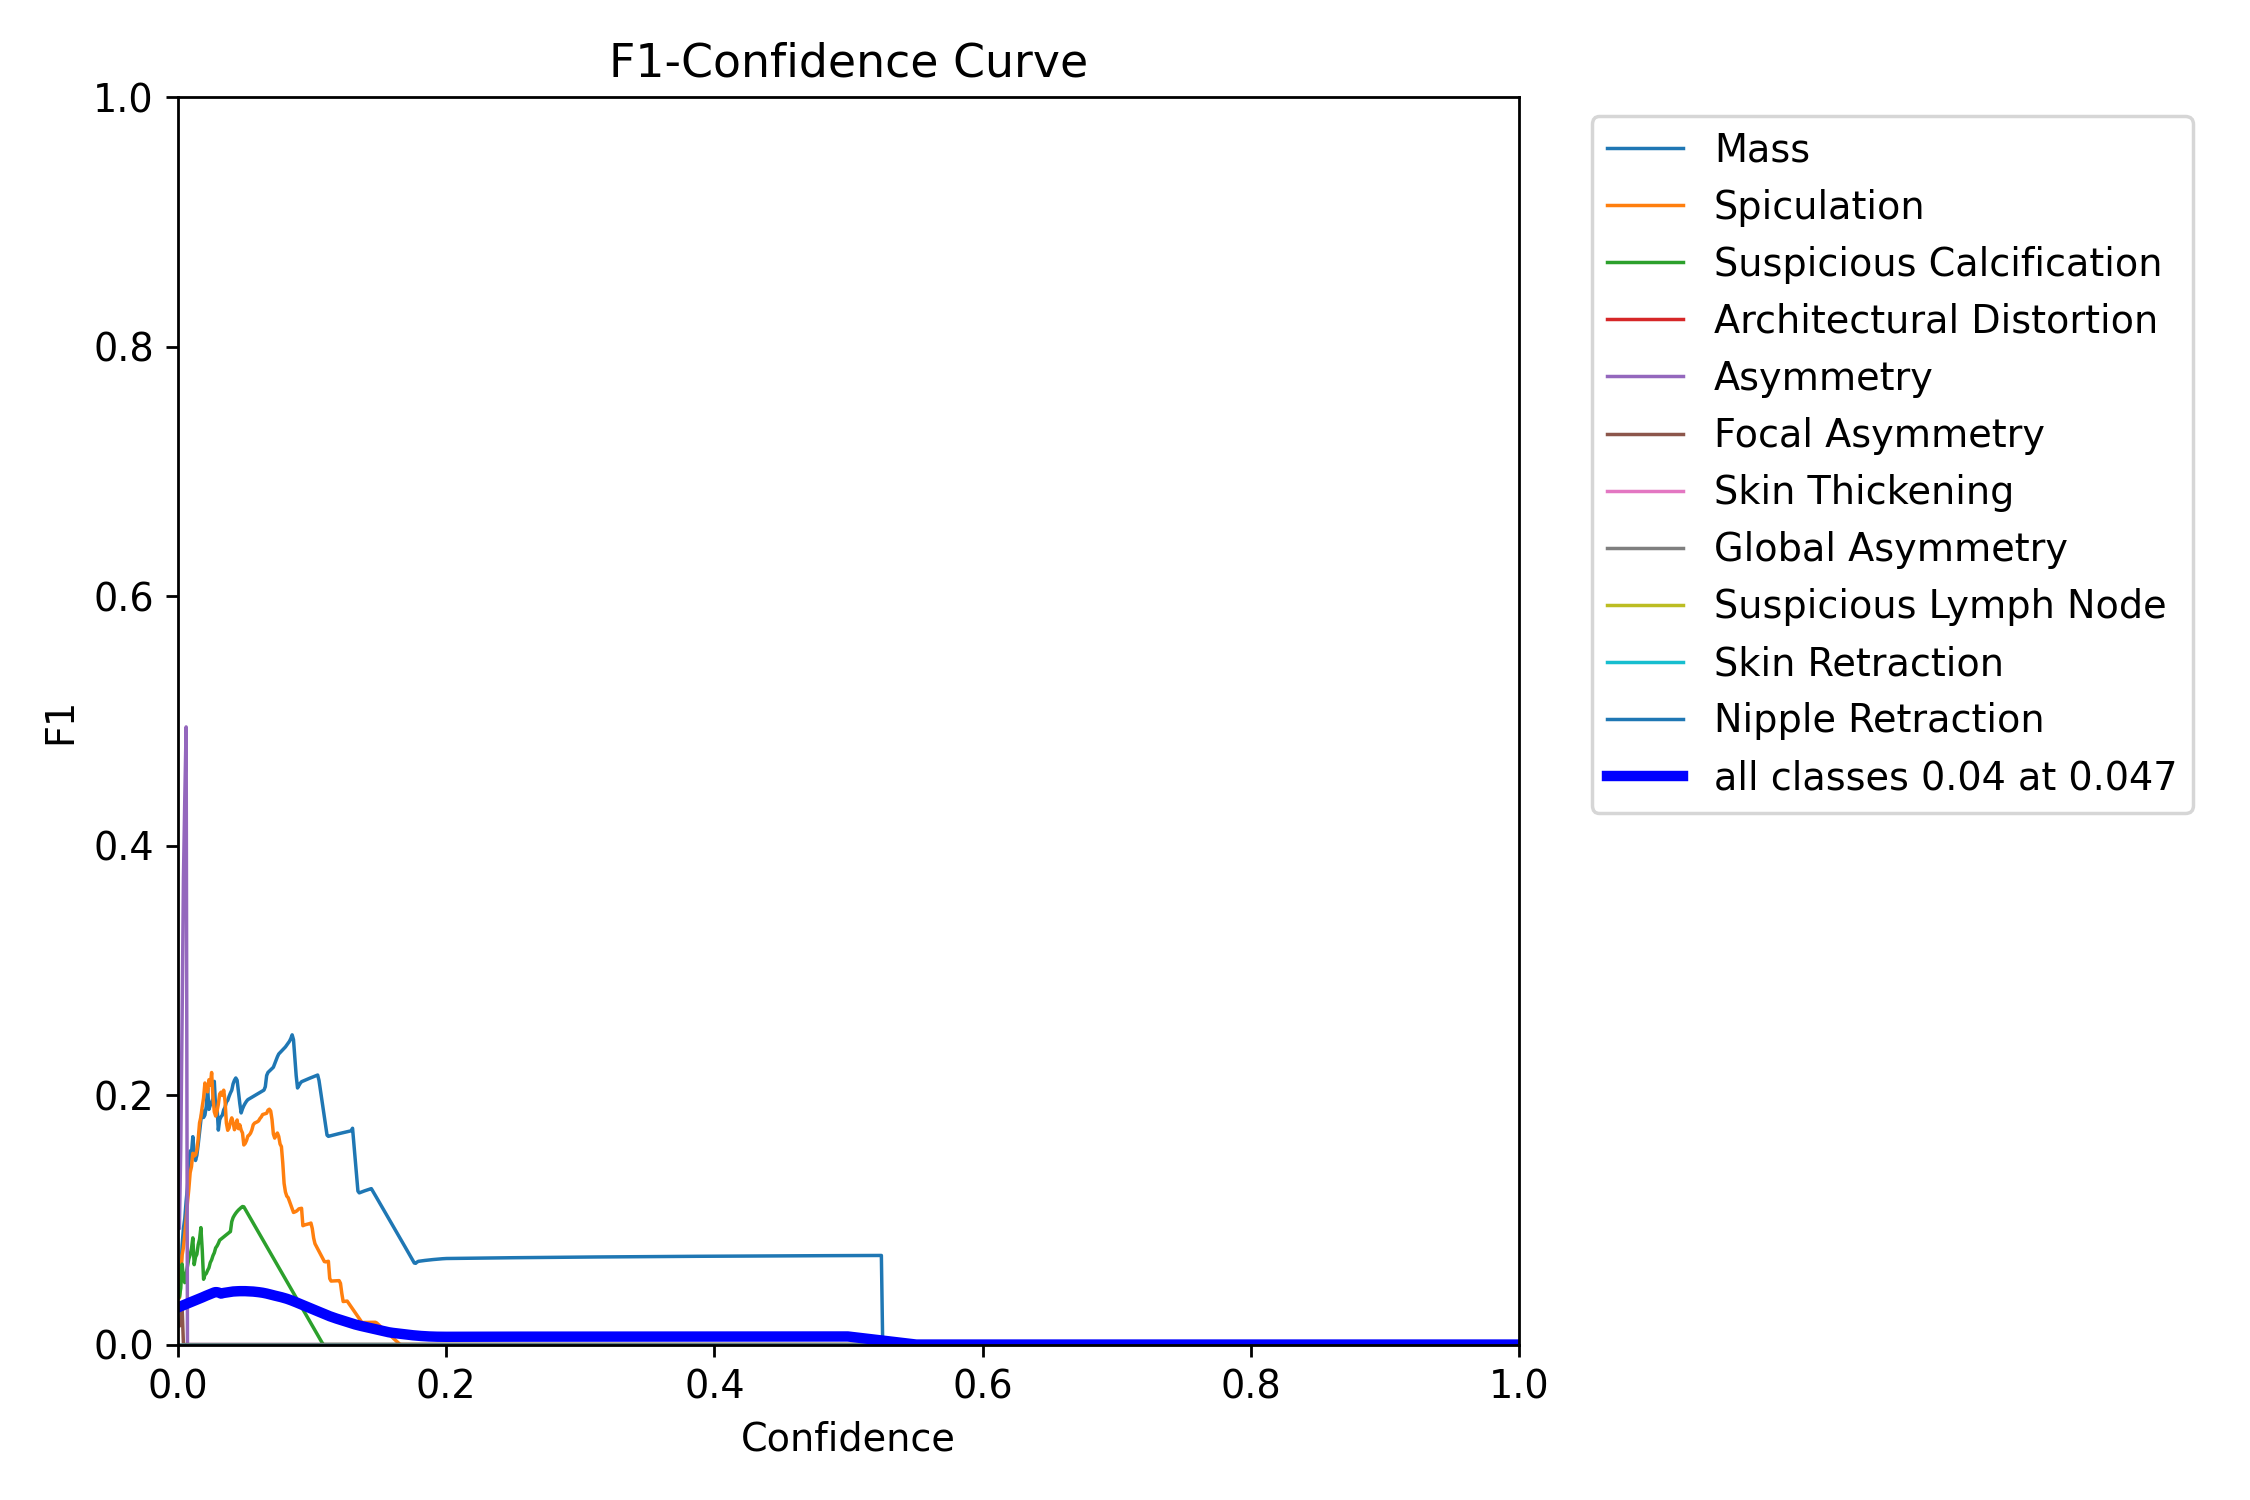 F1-Confidence Curve
1.0
0.8
0.6
0.4
0.2
0.0
F1
0.0 0.2 0.4 0.6 0.8 1.0
Confidence
Mass
Spiculation
Suspicious Calcification
Architectural Distortion
Asymmetry
Focal Asymmetry
Skin Thickening
Global Asymmetry
Suspicious Lymph Node
Skin Retraction
Nipple Retraction
all classes 0.04 at 0.047